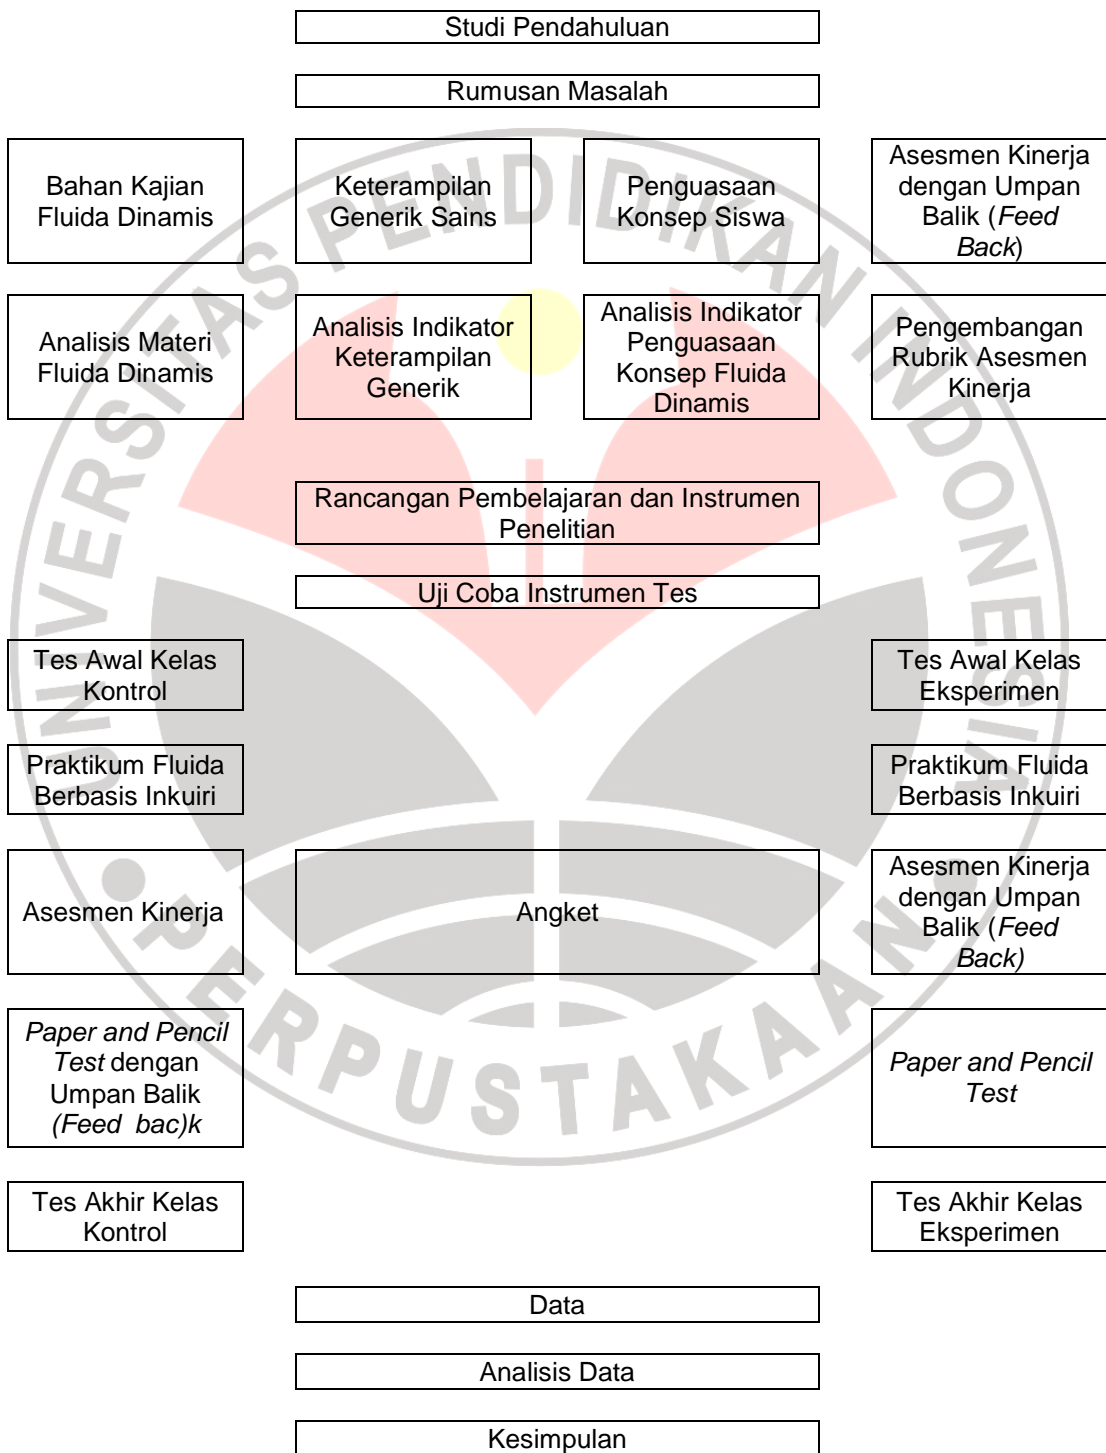 Studi Pendahuluan
Rumusan Masalah
Bahan Kajian
Fluida Dinamis
Keterampilan
Generik Sains
Penguasaan
Konsep Siswa
Asesmen Kinerja
dengan Umpan
Balik (Feed
Back)
Analisis Materi
Fluida Dinamis
Analisis Indikator
Keterampilan
Generik
Analisis Indikator
Penguasaan
Konsep Fluida
Dinamis
Pengembangan
Rubrik Asesmen
Kinerja
Rancangan Pembelajaran dan Instrumen
Penelitian
Uji Coba Instrumen Tes
Tes Awal Kelas
Kontrol
Tes Awal Kelas
Eksperimen
Praktikum Fluida
Berbasis Inkuiri
Praktikum Fluida
Berbasis Inkuiri
Asesmen Kinerja
Angket
Asesmen Kinerja
dengan Umpan
Balik (Feed
Back)
Paper and Pencil
Test dengan
Umpan Balik
(Feed  bac)k
Paper and Pencil
Test
Tes Akhir Kelas
Kontrol
Tes Akhir Kelas
Eksperimen
Data
Analisis Data
Kesimpulan
UNIVERSITAS PENDIDIKAN INDONESIA
PERPUSTAKAAN